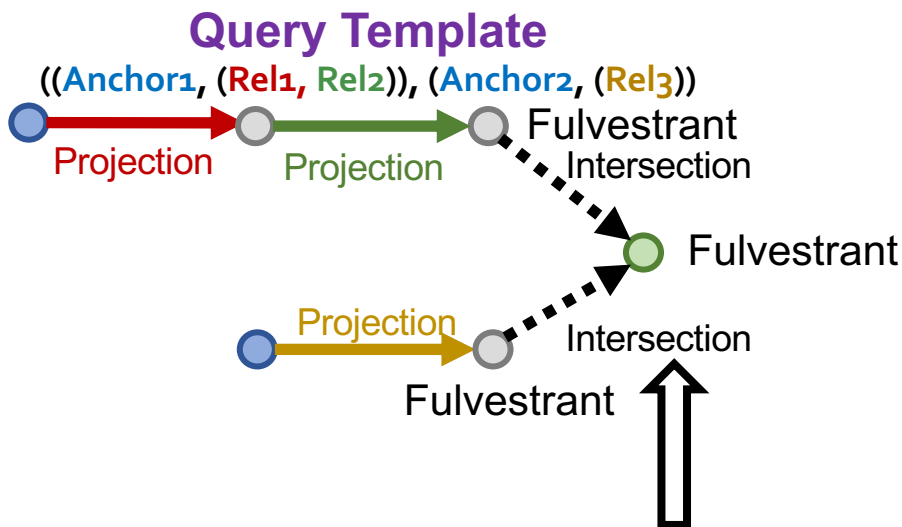 Query Template
((Anchor1, (Rel1, Rel2)), (Anchor2, (Rel3))
Fulvestrant
Projection
Projection
Intersection
Fulvestrant
Projection
Intersection
Fulvestrant